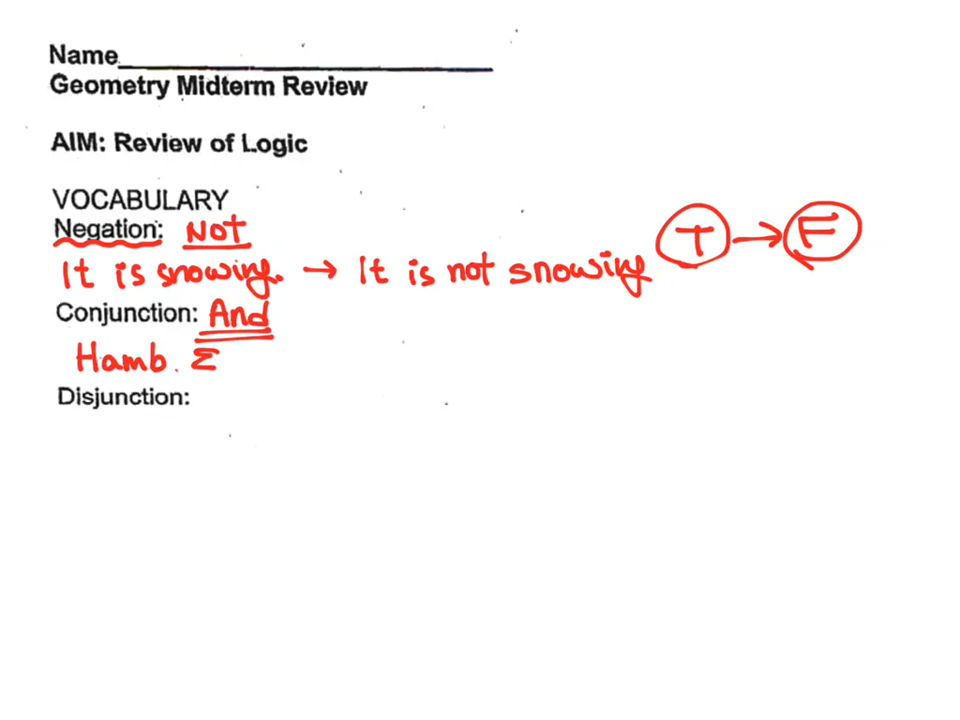 Name
Geometry Midterm Review
AIM: Review of Logic
VOCABULARY
Negation: Not
It is snowing. → It is not snowing T → F
Conjunction: And
Hamb. Σ
Disjunction: